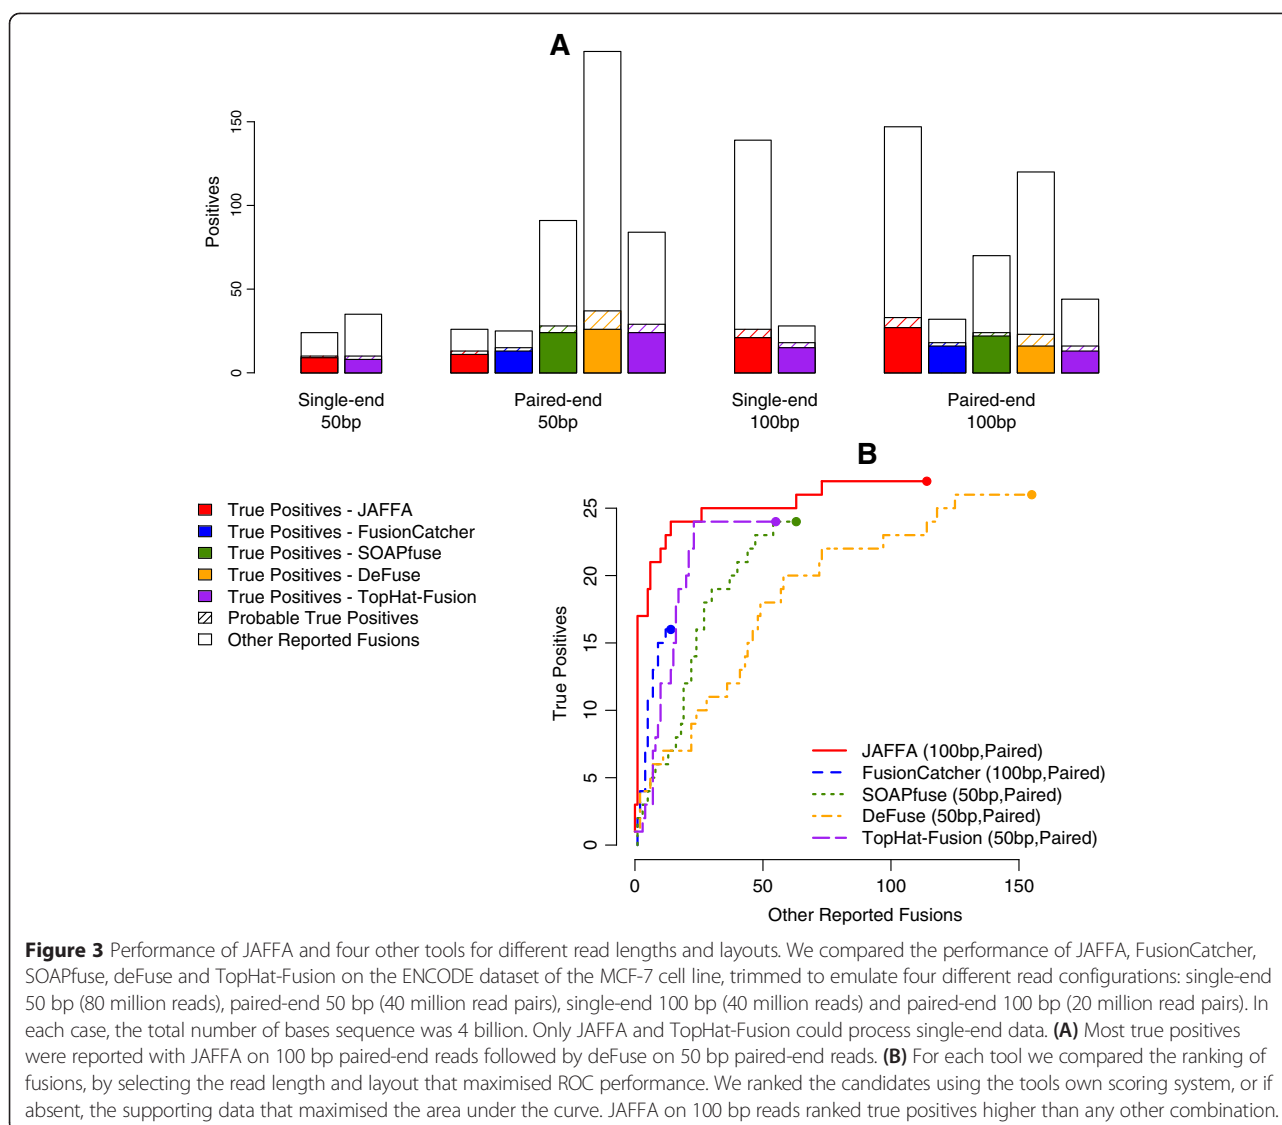 A
Positives
0
50
100
150
Single-end
50bp
Paired-end
50bp
Single-end
100bp
Paired-end
100bp
True Positives - JAFFA
True Positives - FusionCatcher
True Positives - SOAPfuse
True Positives - DeFuse
True Positives - TopHat-Fusion
Probable True Positives
Other Reported Fusions
B
True Positives
0
5
10
15
20
25
JAFFA (100bp,Paired)
FusionCatcher (100bp,Paired)
SOAPfuse (50bp,Paired)
DeFuse (50bp,Paired)
TopHat-Fusion (50bp,Paired)
0
50
100
150
Other Reported Fusions
Figure 3 Performance of JAFFA and four other tools for different read lengths and layouts. We compared the performance of JAFFA, FusionCatcher,
SOAPfuse, deFuse and TopHat-Fusion on the ENCODE dataset of the MCF-7 cell line, trimmed to emulate four different read configurations: single-end
50 bp (80 million reads), paired-end 50 bp (40 million read pairs), single-end 100 bp (40 million reads) and paired-end 100 bp (20 million read pairs). In
each case, the total number of bases sequence was 4 billion. Only JAFFA and TopHat-Fusion could process single-end data. (A) Most true positives
were reported with JAFFA on 100 bp paired-end reads followed by deFuse on 50 bp paired-end reads. (B) For each tool we compared the ranking of
fusions, by selecting the read length and layout that maximised ROC performance. We ranked the candidates using the tools own scoring system, or if
absent, the supporting data that maximised the area under the curve. JAFFA on 100 bp reads ranked true positives higher than any other combination.